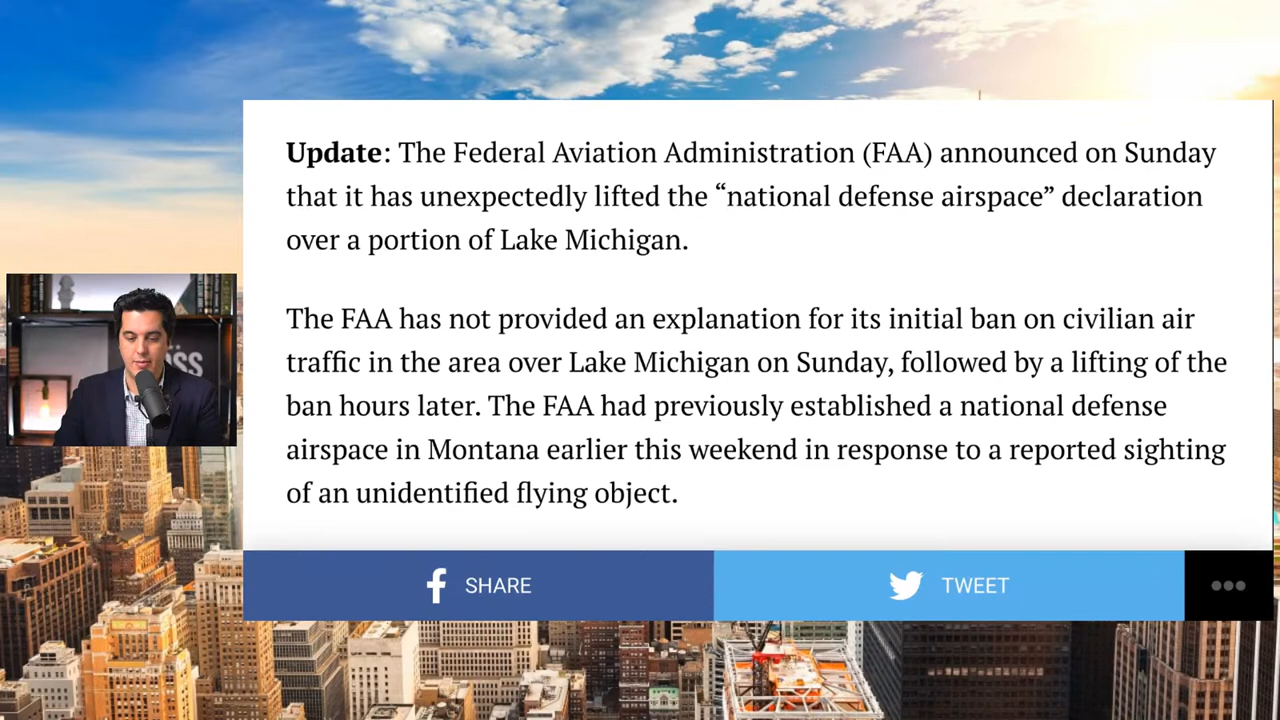 Update: The Federal Aviation Administration (FAA) announced on Sunday
that it has unexpectedly lifted the “national defense airspace” declaration
over a portion of Lake Michigan.
The FAA has not provided an explanation for its initial ban on civilian air
traffic in the area over Lake Michigan on Sunday, followed by a lifting of the
ban hours later. The FAA had previously established a national defense
airspace in Montana earlier this weekend in response to a reported sighting
of an unidentified flying object.
SHARE
TWEET